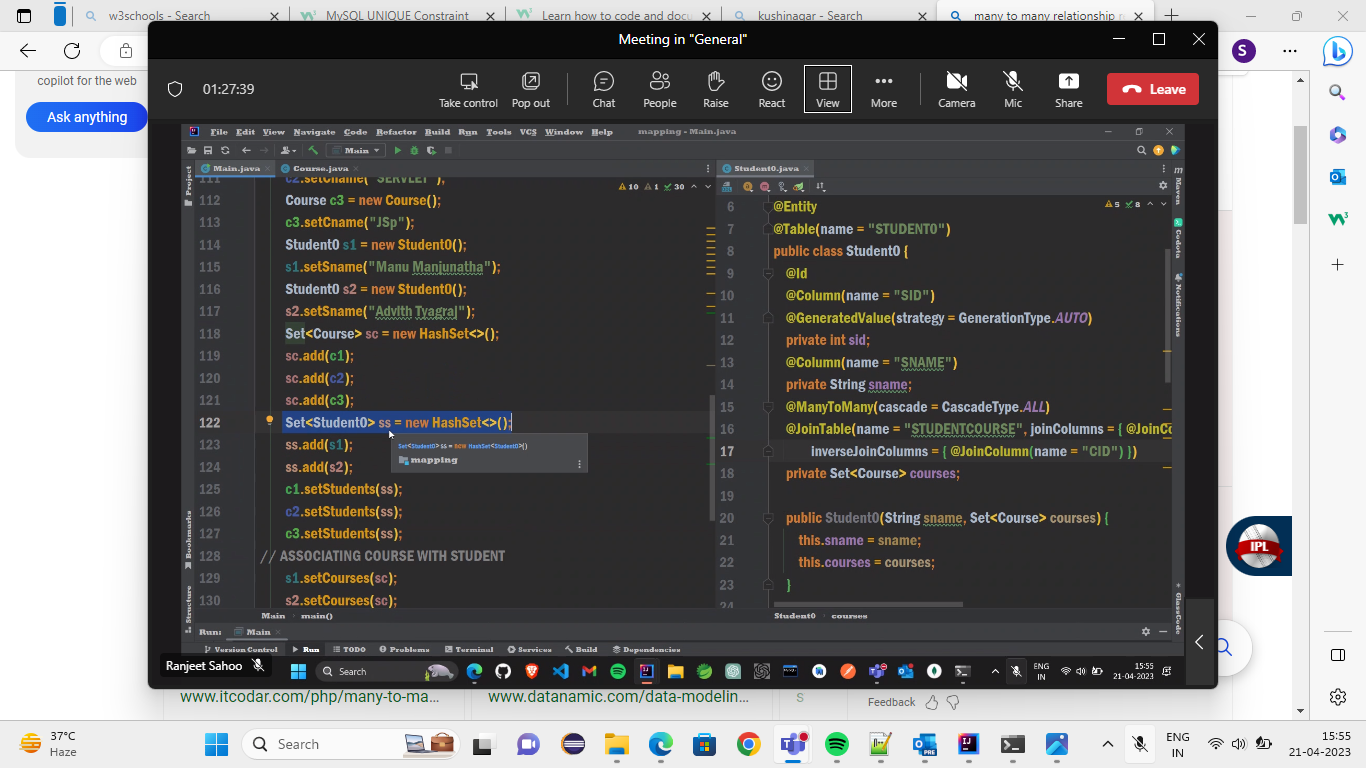 w3schools - Search
MySQL UNIQUE Constraint
Learn how to code and docu
kushinagar - Search
many to many relationship r
S
copilot for the web
Ask anything
Meeting in "General"
01:27:39
Take control
Pop out
Chat
People
Raise
React
View
More
Camera
Mic
Share
Leave
File Edit View Navigate Code Refactor Build Run Tools VCS Window Help mapping - Main.java
Main
Project
Main.java
Course.java
Student0.java
10 1 30
5 8
111 c2.setCname("SERVLET");
112 Course c3 = new Course();
113 c3.setCname("JSp");
114 Student0 s1 = new Student0();
115 s1.setSname("Manu Manjunatha");
116 Student0 s2 = new Student0();
117 s2.setSname("Advith Tyagraj");
118 Set<Course> sc = new HashSet<>();
119 sc.add(c1);
120 sc.add(c2);
121 sc.add(c3);
122 Set<Student0> ss = new HashSet<>();
123 ss.add(s1);
124 ss.add(s2);
125 c1.setStudents(ss);
126 c2.setStudents(ss);
127 c3.setStudents(ss);
128 // ASSOCIATING COURSE WITH STUDENT
129 s1.setCourses(sc);
130 s2.setCourses(sc);
Set<Student0> ss = new HashSet<Student0>()
mapping
6 @Entity
7 @Table(name = "STUDENT0")
8 public class Student0 {
9 @Id
10 @Column(name = "SID")
11 @GeneratedValue(strategy = GenerationType.AUTO)
12 private int sid;
13 @Column(name = "SNAME")
14 private String sname;
15 @ManyToMany(cascade = CascadeType.ALL)
16 @JoinTable(name = "STUDENTCOURSE", joinColumns = { @JoinCo
17 inverseJoinColumns = { @JoinColumn(name = "CID") })
18 private Set<Course> courses;
19
20 public Student0(String sname, Set<Course> courses) {
21 this.sname = sname;
22 this.courses = courses;
23 }
24
Maven
Codota
Notifications
GlassCode
Bookmarks
Structure
Main main()
Student0 courses
Run: Main
Version Control Run TODO Problems Terminal Services Build Dependencies
Ranjeet Sahoo
Search
ENG
IN
15:55
21-04-2023
IPL
www.itcodar.com/php/many-to-ma...
www.datanamic.com/data-modelin...
s
Feedback
37°C
Haze
Search
ENG
IN
15:55
21-04-2023